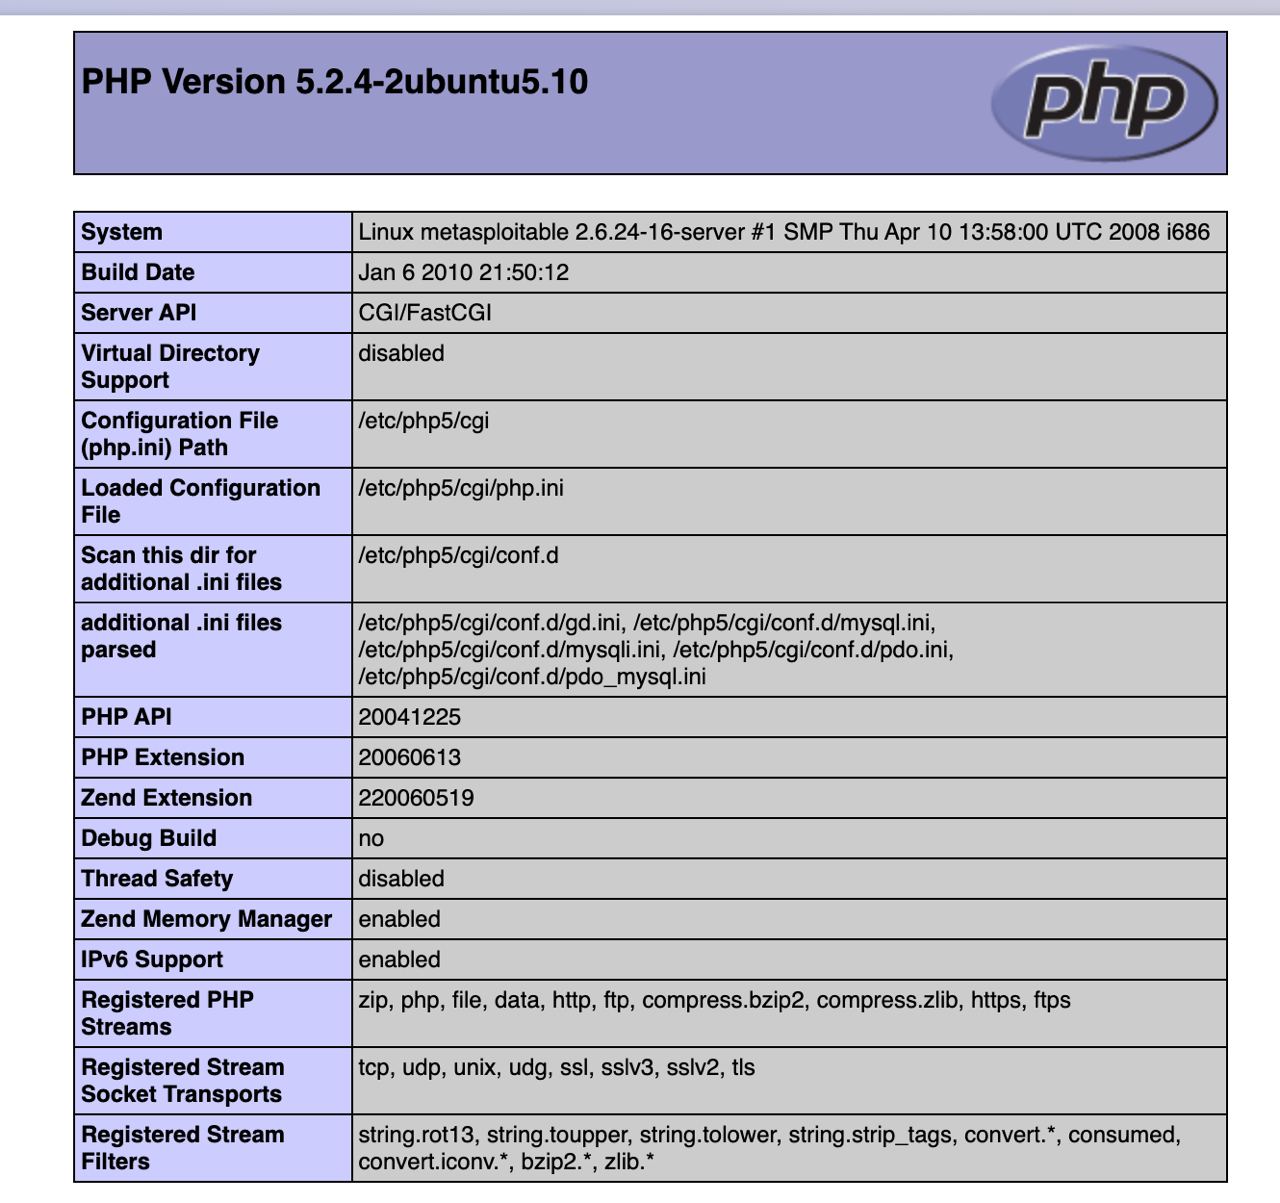 PHP Version 5.2.4-2ubuntu5.10
php
System
Linux metasploitable 2.6.24-16-server #1 SMP Thu Apr 10 13:58:00 UTC 2008 i686
Build Date
Jan 6 2010 21:50:12
Server API
CGI/FastCGI
Virtual Directory
Support
disabled
Configuration File
(php.ini) Path
/etc/php5/cgi
Loaded Configuration
File
/etc/php5/cgi/php.ini
Scan this dir for
additional .ini files
/etc/php5/cgi/conf.d
additional .ini files
parsed
/etc/php5/cgi/conf.d/gd.ini, /etc/php5/cgi/conf.d/mysql.ini,
/etc/php5/cgi/conf.d/mysqli.ini, /etc/php5/cgi/conf.d/pdo.ini,
/etc/php5/cgi/conf.d/pdo_mysql.ini
PHP API
20041225
PHP Extension
20060613
Zend Extension
220060519
Debug Build
no
Thread Safety
disabled
Zend Memory Manager
enabled
IPv6 Support
enabled
Registered PHP
Streams
zip, php, file, data, http, ftp, compress.bzip2, compress.zlib, https, ftps
Registered Stream
Socket Transports
tcp, udp, unix, udg, ssl, sslv3, sslv2, tls
Registered Stream
Filters
string.rot13, string.toupper, string.tolower, string.strip_tags, convert.*, consumed,
convert.iconv.*, bzip2.*, zlib.*